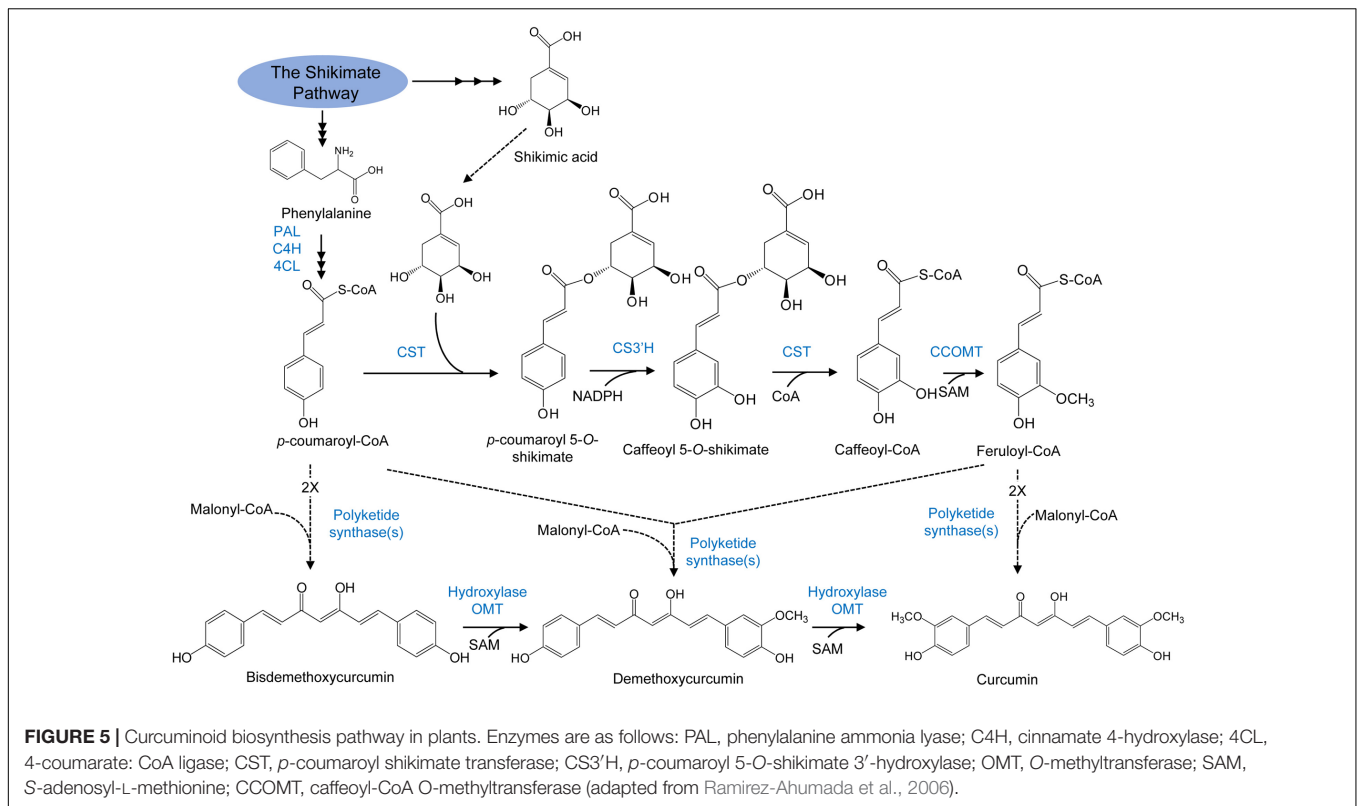 The Shikimate
Pathway
O
OH
HO
OH
OH
Shikimic acid
NH2
OH
O
Phenylalanine
PAL
C4H
4CL
O
OH
HO
OH
OH
O
S-CoA
OH
p-coumaroyl-CoA
CST
O
OH
O
O
OH
OH
OH
p-coumaroyl 5-O-
shikimate
CS3'H
NADPH
O
OH
O
O
OH
OH
OH
OH
Caffeoyl 5-O-shikimate
CST
CoA
O
S-CoA
OH
OH
Caffeoyl-CoA
CCOMT
SAM
O
S-CoA
OCH3
OH
Feruloyl-CoA
2X
Malonyl-CoA
Polyketide
synthase(s)
Malonyl-CoA
Polyketide
synthase(s)
2X
Polyketide
synthase(s)
Malonyl-CoA
O
OH
HO
OH
Bisdemethoxycurcumin
Hydroxylase
OMT
SAM
O
OH
OCH3
HO
OH
Demethoxycurcumin
Hydroxylase
OMT
SAM
H3CO
O
OH
OCH3
HO
OH
Curcumin
FIGURE 5 | Curcuminoid biosynthesis pathway in plants. Enzymes are as follows: PAL, phenylalanine ammonia lyase; C4H, cinnamate 4-hydroxylase; 4CL,
4-coumarate: CoA ligase; CST, p-coumaroyl shikimate transferase; CS3′H, p-coumaroyl 5-O-shikimate 3′-hydroxylase; OMT, O-methyltransferase; SAM,
S-adenosyl-L-methionine; CCOMT, caffeoyl-CoA O-methyltransferase (adapted from Ramirez-Ahumada et al., 2006).